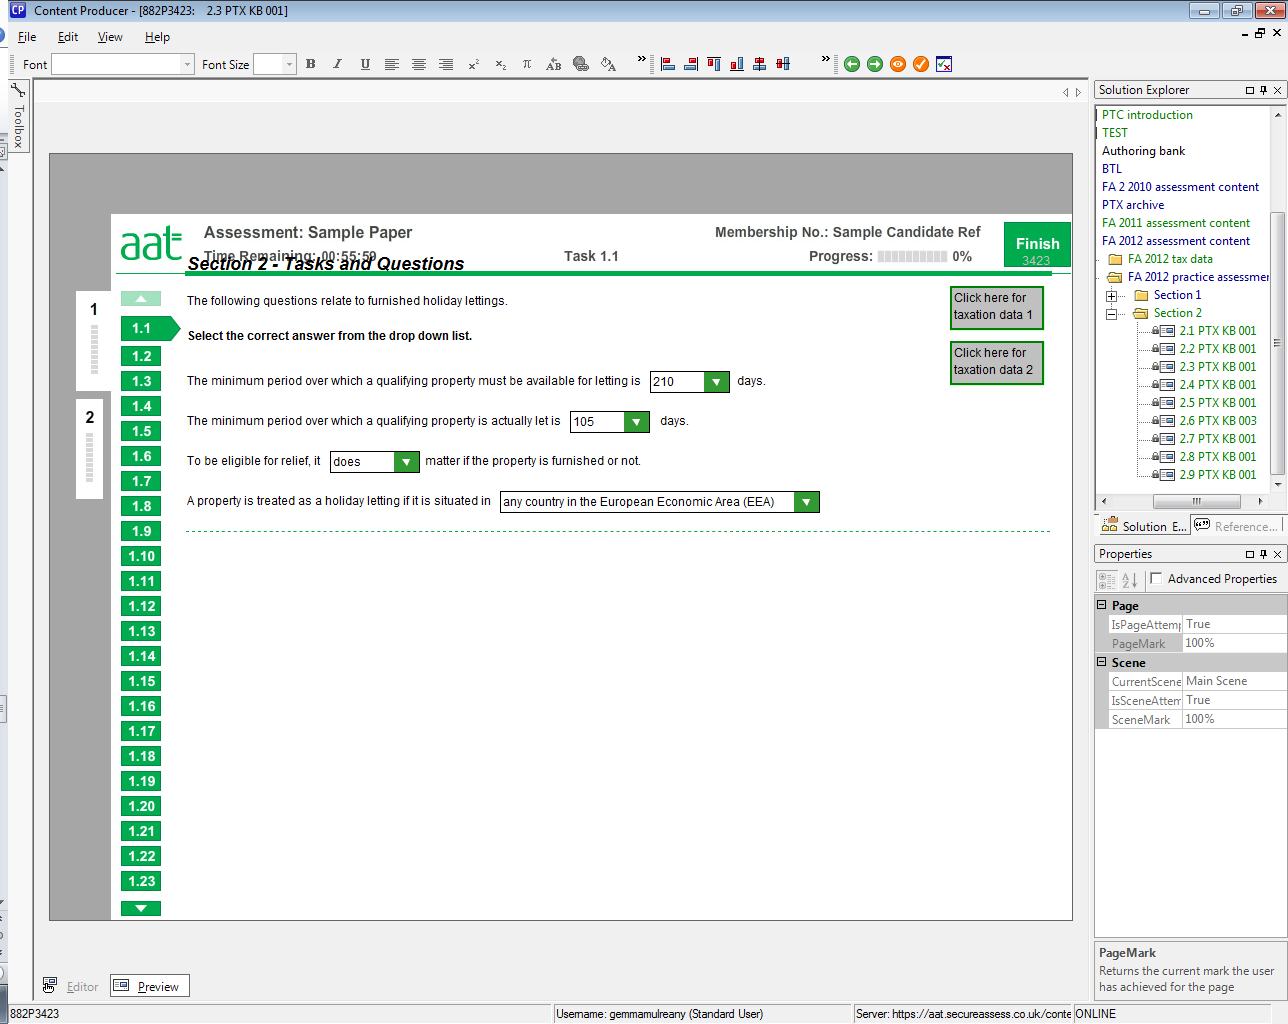 Content Producer - [882P3423: 2.3 PTX KB 001]
File Edit View Help
Font Font Size B I U
Toolbox
aat
Assessment: Sample Paper
Membership No.: Sample Candidate Ref
Time Remaining: 00:55:59
Task 1.1
Progress: 0%
Finish
3423
Section 2 - Tasks and Questions
1
2
1.1
1.2
1.3
1.4
1.5
1.6
1.7
1.8
1.9
1.10
1.11
1.12
1.13
1.14
1.15
1.16
1.17
1.18
1.19
1.20
1.21
1.22
1.23
The following questions relate to furnished holiday lettings.
Select the correct answer from the drop down list.
The minimum period over which a qualifying property must be available for letting is 210 days.
The minimum period over which a qualifying property is actually let is 105 days.
To be eligible for relief, it does matter if the property is furnished or not.
A property is treated as a holiday letting if it is situated in any country in the European Economic Area (EEA)
Click here for
taxation data 1
Click here for
taxation data 2
Solution Explorer
PTC introduction
TEST
Authoring bank
BTL
FA 2 2010 assessment content
PTX archive
FA 2011 assessment content
FA 2012 assessment content
FA 2012 tax data
FA 2012 practice assessmer
Section 1
Section 2
2.1 PTX KB 001
2.2 PTX KB 001
2.3 PTX KB 001
2.4 PTX KB 001
2.5 PTX KB 001
2.6 PTX KB 003
2.7 PTX KB 001
2.8 PTX KB 001
2.9 PTX KB 001
Solution E... Reference...
Properties
Advanced Properties
Page
IsPageAttemp True
PageMark 100%
Scene
CurrentScene Main Scene
IsSceneAttem True
SceneMark 100%
PageMark
Returns the current mark the user
has achieved for the page
Editor Preview
882P3423
Username: gemmamulreany (Standard User)
Server: https://aat.secureassess.co.uk/conte
ONLINE